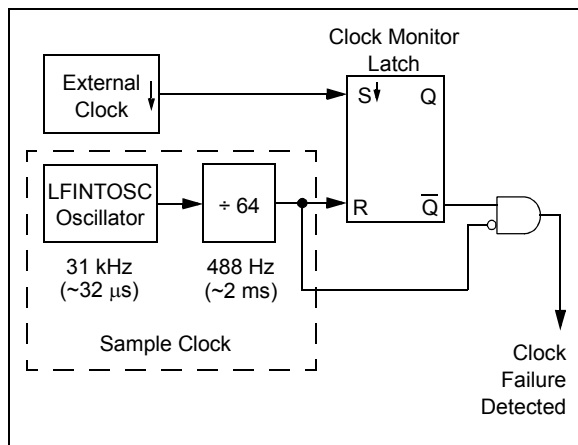 Clock Monitor
Latch
External
Clock
S
Q
LFINTOSC
Oscillator
÷ 64
R
Q̅
31 kHz
(~32 μs)
488 Hz
(~2 ms)
Sample Clock
Clock
Failure
Detected